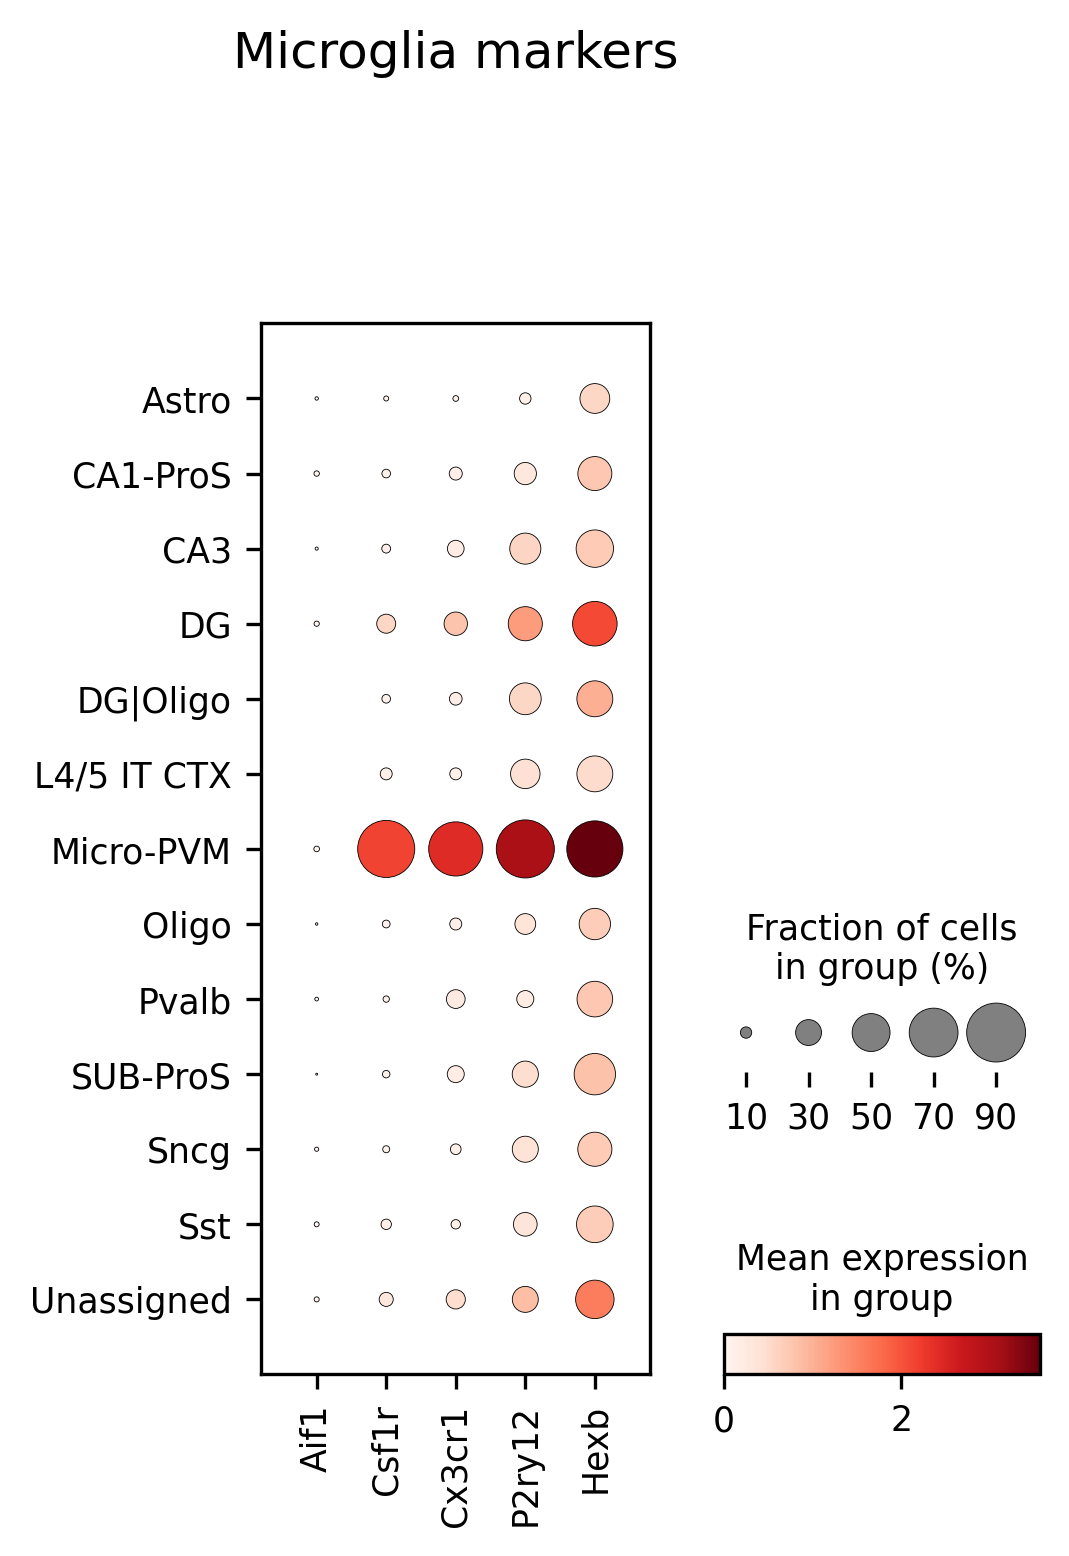 Microglia markers
Astro
CA1-ProS
CA3
DG
DG|Oligo
L4/5 IT CTX
Micro-PVM
Oligo
Pvalb
SUB-ProS
Sncg
Sst
Unassigned
Aif1
Csf1r
Cx3cr1
P2ry12
Hexb
Fraction of cells
in group (%)
10 30 50 70 90
Mean expression
in group
0 2